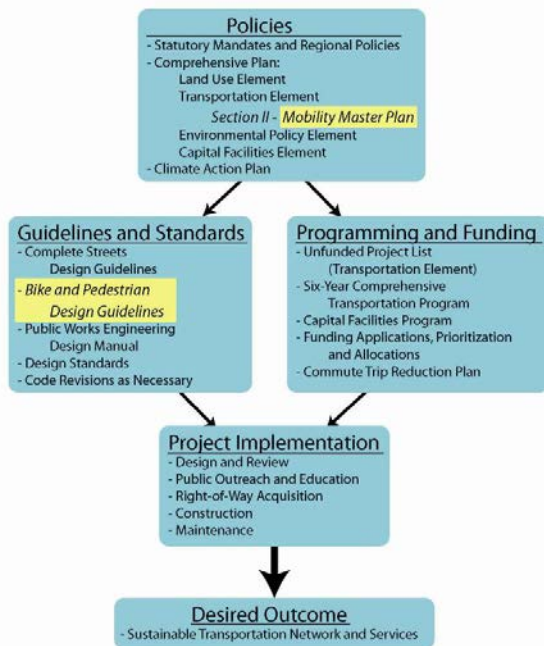 Policies
- Statutory Mandates and Regional Policies
- Comprehensive Plan:
Land Use Element
Transportation Element
Section II - Mobility Master Plan
Environmental Policy Element
Capital Facilities Element
- Climate Action Plan
Guidelines and Standards
- Complete Streets
Design Guidelines
- Bike and Pedestrian
Design Guidelines
- Public Works Engineering
Design Manual
- Design Standards
- Code Revisions as Necessary
Programming and Funding
- Unfunded Project List
(Transportation Element)
- Six-Year Comprehensive
Transportation Program
- Capital Facilities Program
- Funding Applications, Prioritization
and Allocations
- Commute Trip Reduction Plan
Project Implementation
- Design and Review
- Public Outreach and Education
- Right-of-Way Acquisition
- Construction
- Maintenance
Desired Outcome
- Sustainable Transportation Network and Services